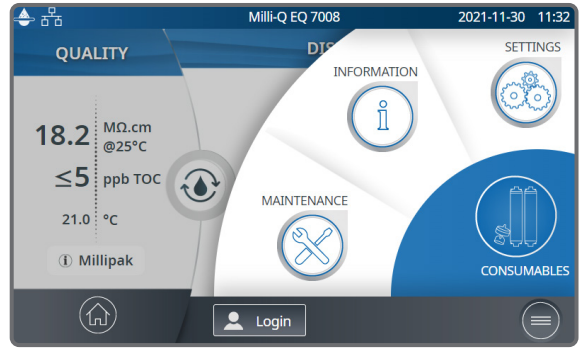 Milli-Q EQ 7008
2021-11-30 11:32
QUALITY
SETTINGS
INFORMATION
18.2 MΩ.cm
@25°C
≤5 ppb TOC
MAINTENANCE
21.0 °C
Millipak
CONSUMABLES
Login